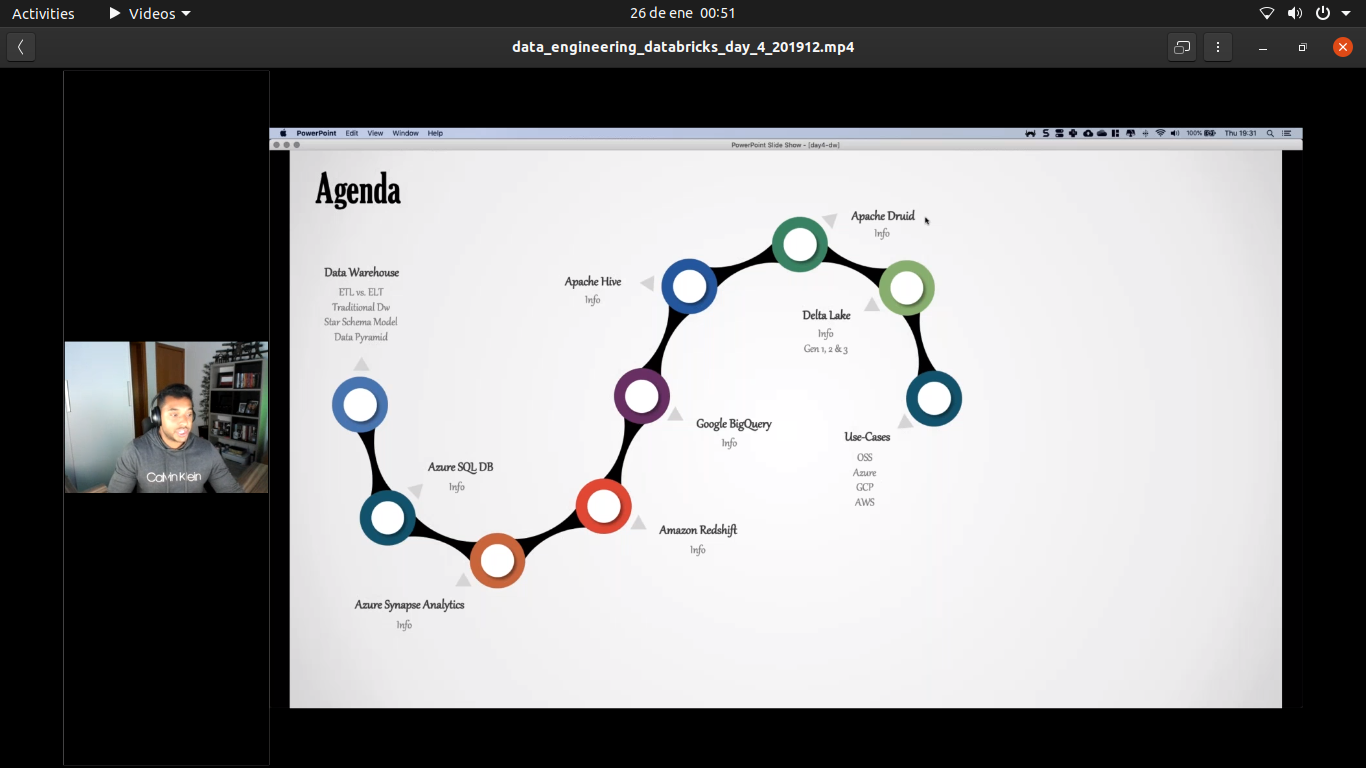 Activities
Videos
26 de ene 00:51
data_engineering_databricks_day_4_201912.mp4
PowerPoint Edit View Window Help
100%
Thu 19:31
PowerPoint Slide Show - [day4-dw]
Agenda
Data Warehouse
ETL vs. ELT
Traditional Dw
Star Schema Model
Data Pyramid
Azure SQL DB
Info
Azure Synapse Analytics
Info
Amazon Redshift
Info
Google BigQuery
Info
Apache Hive
Info
Apache Druid
Info
Delta Lake
Info
Gen 1, 2 & 3
Use-Cases
OSS
Azure
GCP
AWS
Calvin Klein